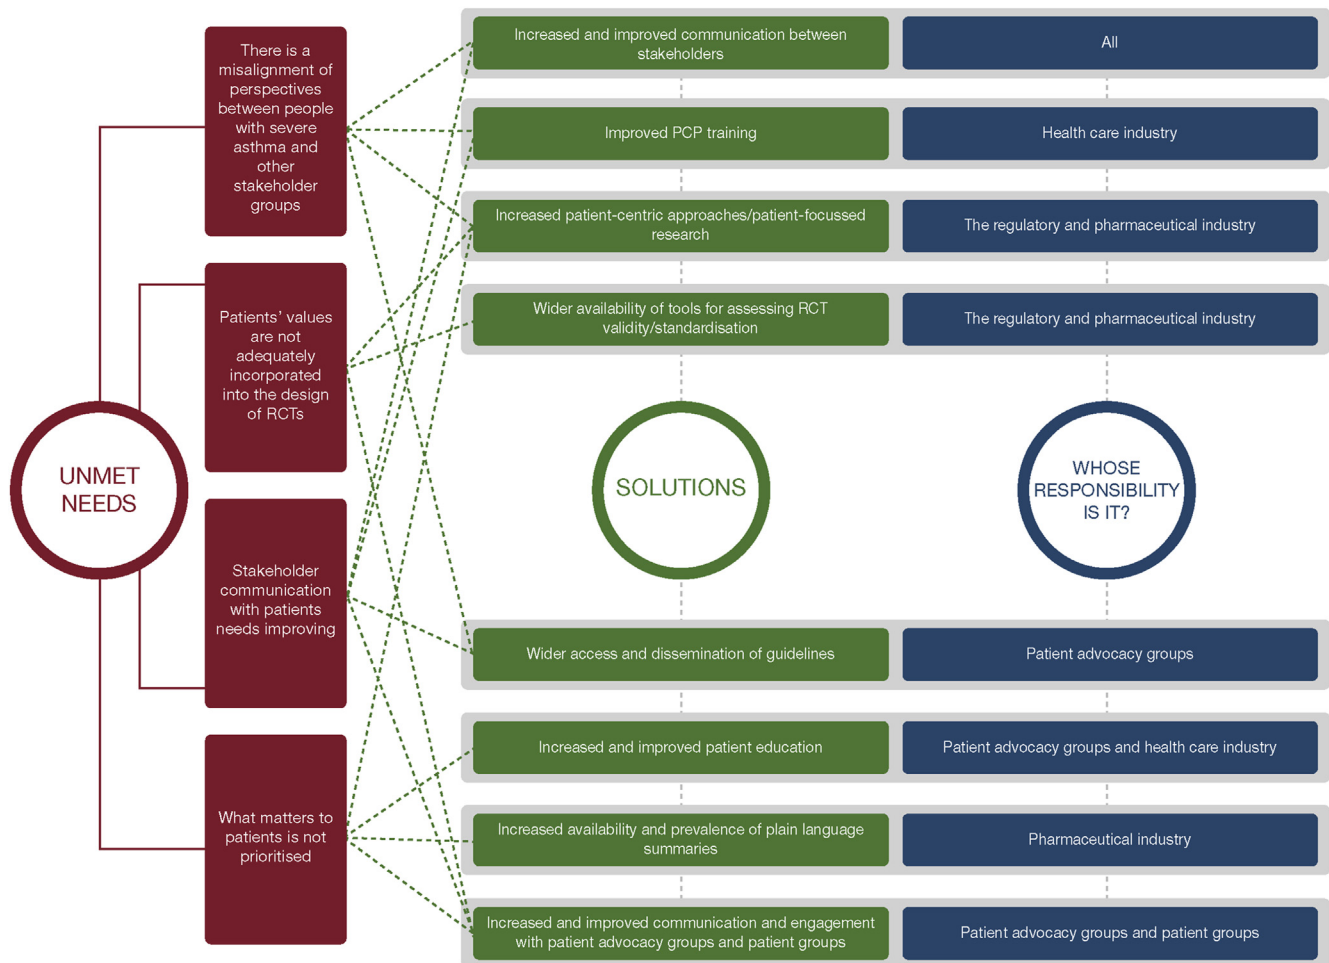 There is a
misalignment of
perspectives
between people
with severe
asthma and
other
stakeholder
groups
Patients' values
are not
adequately
incorporated
into the design
of RCTs
UNMET
NEEDS
Stakeholder
communication
with patients
needs improving
What matters to
patients is not
prioritised
Increased and improved communication between
stakeholders
All
Improved PCP training
Health care industry
Increased patient-centric approaches/patient-focussed
research
The regulatory and pharmaceutical industry
Wider availability of tools for assessing RCT
validity/standardisation
The regulatory and pharmaceutical industry
SOLUTIONS
WHOSE
RESPONSIBILITY
IS IT?
Wider access and dissemination of guidelines
Patient advocacy groups
Increased and improved patient education
Patient advocacy groups and health care industry
Increased availability and prevalence of plain language
summaries
Pharmaceutical industry
Increased and improved communication and engagement
with patient advocacy groups and patient groups
Patient advocacy groups and patient groups